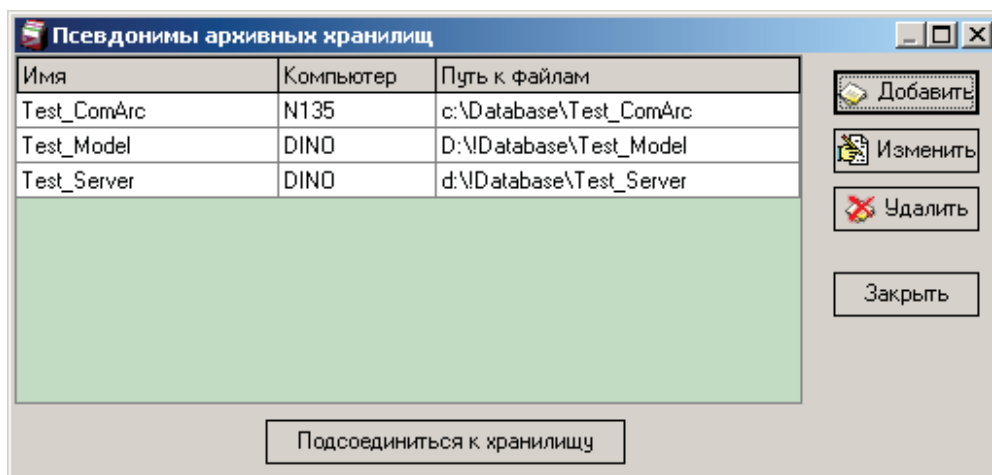 Псевдонимы архивных хранилищ
Имя Компьютер Путь к файлам
Test_ComArc N135 c:\Database\Test_ComArc
Test_Model DINO D:\!Database\Test_Model
Test_Server DINO d:\!Database\Test_Server
Добавить
Изменить
Удалить
Закрыть
Подсоединиться к хранилищу